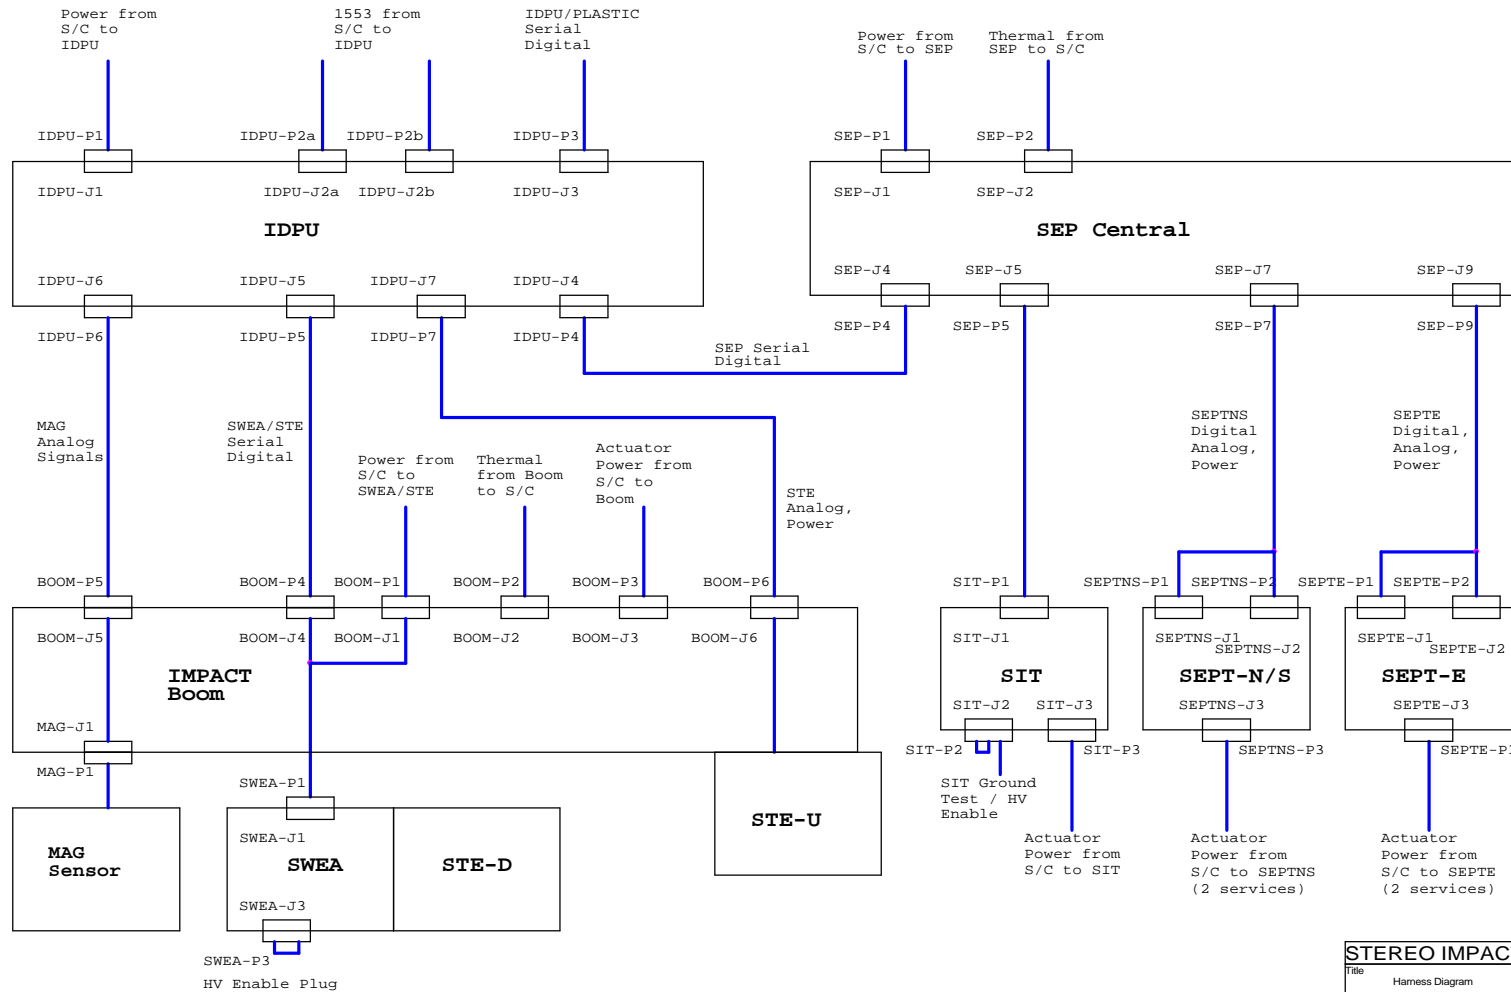 Power from
S/C to
IDPU
1553 from
S/C to
IDPU
IDPU/PLASTIC
Serial
Digital
Power from
S/C to SEP
Thermal from
SEP to S/C
IDPU-P1
IDPU-P2a
IDPU-P2b
IDPU-P3
SEP-P1
SEP-P2
IDPU-J1
IDPU-J2a
IDPU-J2b
IDPU-J3
SEP-J1
SEP-J2
IDPU
SEP Central
IDPU-J6
IDPU-J5
IDPU-J7
IDPU-J4
SEP-J4
SEP-J5
SEP-J7
SEP-J9
IDPU-P6
IDPU-P5
IDPU-P7
IDPU-P4
SEP-P4
SEP-P5
SEP-P7
SEP-P9
SEP Serial
Digital
MAG
Analog
Signals
SWEA/STE
Serial
Digital
Power from
S/C to
SWEA/STE
Thermal
from Boom
to S/C
Actuator
Power from
S/C to
Boom
STE
Analog,
Power
SEPTNS
Digital
Analog,
Power
SEPTE
Digital,
Analog,
Power
BOOM-P5
BOOM-P4
BOOM-P1
BOOM-P2
BOOM-P3
BOOM-P6
SIT-P1
SEPTNS-P1
SEPTNS-P2
SEPTE-P1
SEPTE-P2
BOOM-J5
BOOM-J4
BOOM-J1
BOOM-J2
BOOM-J3
BOOM-J6
SIT-J1
SEPTNS-J1
SEPTNS-J2
SEPTE-J1
SEPTE-J2
IMPACT
Boom
SIT
SEPT-N/S
SEPT-E
MAG-J1
SIT-J2
SIT-J3
SEPTNS-J3
SEPTE-J3
MAG-P1
SIT-P2
SIT-P3
SEPTNS-P3
SEPTE-P3
SWEA-P1
SIT Ground
Test / HV
Enable
SWEA-J1
MAG
Sensor
SWEA
STE-D
STE-U
Actuator
Power from
S/C to SIT
Actuator
Power from
S/C to SEPTNS
(2 services)
Actuator
Power from
S/C to SEPTE
(2 services)
SWEA-J3
SWEA-P3
HV Enable Plug
STEREO IMPAC
Title
Harness Diagram